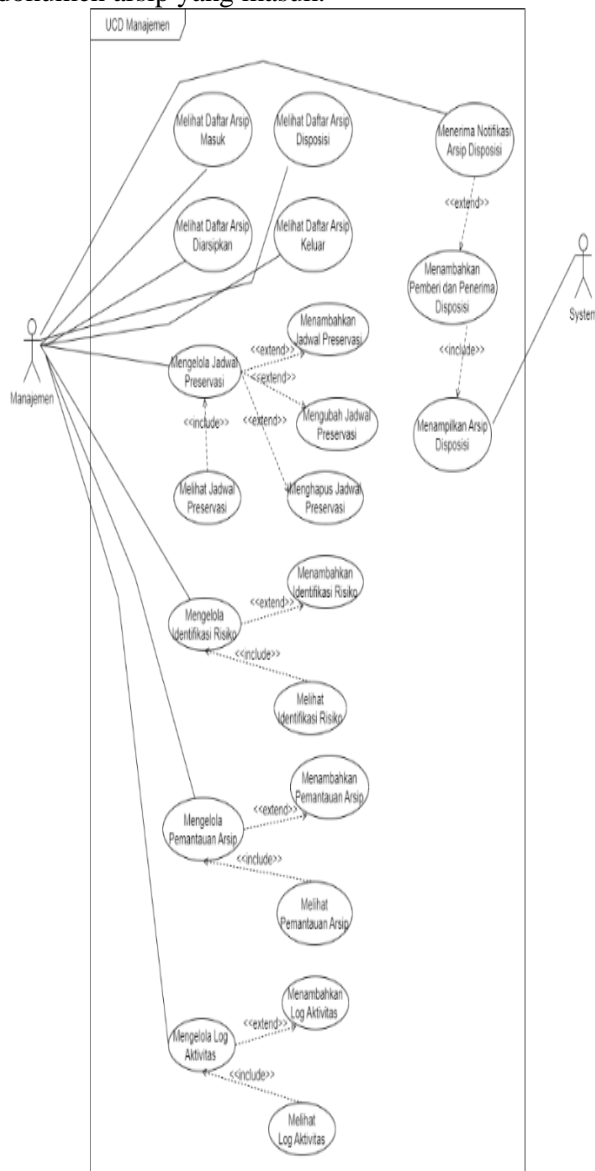 dokumen arsip yang masuk.
UCD Manajemen
Melihat Daftar Arsip
Masuk
Melihat Daftar Arsip
Disposisi
Menerima Notifikasi
Arsip Disposisi
<<extend>>
Melihat Daftar Arsip
Diarsipkan
Melihat Daftar Arsip
Keluar
Menambahkan
Pemberi dan Penerima
Disposisi
System
<<include>>
Manajemen
Mengelola Jadwal
Preservasi
<<extend>>
Menambahkan
Jadwal Preservasi
<<extend>>
<<include>>
<<extend>>
Mengubah Jadwal
Preservasi
Menampilkan Arsip
Disposisi
Melihat Jadwal
Preservasi
Menghapus Jadwal
Preservasi
Menambahkan
Identifikasi Risiko
<<extend>>
Mengelola
Identifikasi Risiko
<<include>>
Melihat
Identifikasi Risiko
Menambahkan
Pemantauan Arsip
<<extend>>
Mengelola
Pemantauan Arsip
<<include>>
Melihat
Pemantauan Arsip
Menambahkan
Log Aktivitas
<<extend>>
Mengelola Log
Aktivitas
<<include>>
Melihat
Log Aktivitas